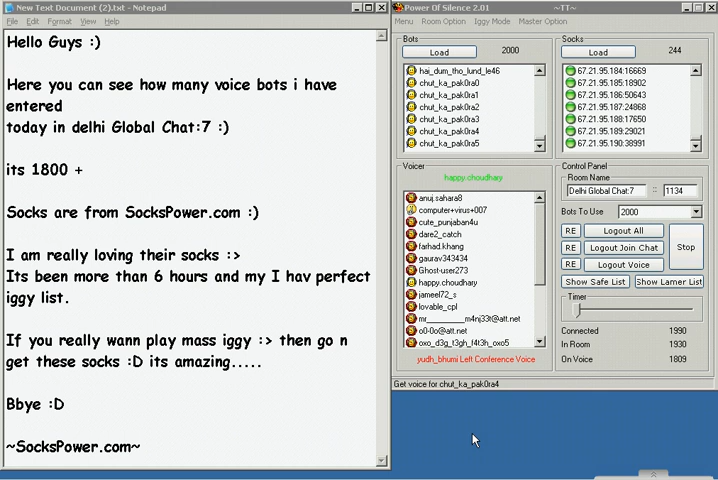 New Text Document (2).txt - Notepad
File Edit Format View Help
Hello Guys :)
Here you can see how many voice bots i have
entered
today in delhi Global Chat:7 :)
its 1800 +
Socks are from SocksPower.com :)
I am really loving their socks :>
Its been more than 6 hours and my I hav perfect
iggy list.
If you really wann play mass iggy :> then go n
get these socks :D its amazing.....
Bbye :D
~SocksPower.com~
Power Of Silence 2.01 ~TT~
Menu Room Option Iggy Mode Master Option
Bots
Load 2000
hai_dum_tho_lund_le46
chut_ka_pak0ra0
chut_ka_pak0ra1
chut_ka_pak0ra2
chut_ka_pak0ra3
chut_ka_pak0ra4
chut_ka_pak0ra5
Socks
Load 244
67.21.95.184:16669
67.21.95.185:18902
67.21.95.186:50643
67.21.95.187:24868
67.21.95.188:17650
67.21.95.189:29021
67.21.95.190:38991
Voicer
happy.choudhary
anuj.sahara8
computer+virus+007
cute_punjaban4u
dare2_catch
farhad.khang
gaurav343434
Ghost-user273
happy.choudhary
jameel72_s
lovable_cpl
mr________m4nj33t@att.net
o0-0o@att.net
oxo_d3g_t3gh_f4t3h_oxo5
yudh_bhumi Left Conference Voice
Control Panel
Room Name
Delhi Global Chat:7 :: 1134
Bots To Use 2000
RE Logout All
RE Logout Join Chat
RE Logout Voice
Stop
Show Safe List Show Lamer List
Timer
Connected 1990
In Room 1930
On Voice 1809
Get voice for chut_ka_pak0ra4